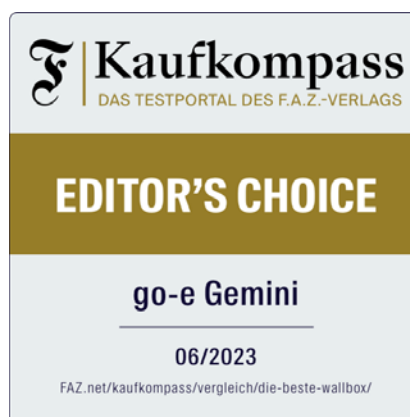 F Kaufkompass
DAS TESTPORTAL DES F.A.Z.-VERLAGS
EDITOR'S CHOICE
go-e Gemini
06/2023
FAZ.net/kaufkompass/vergleich/die-beste-wallbox/